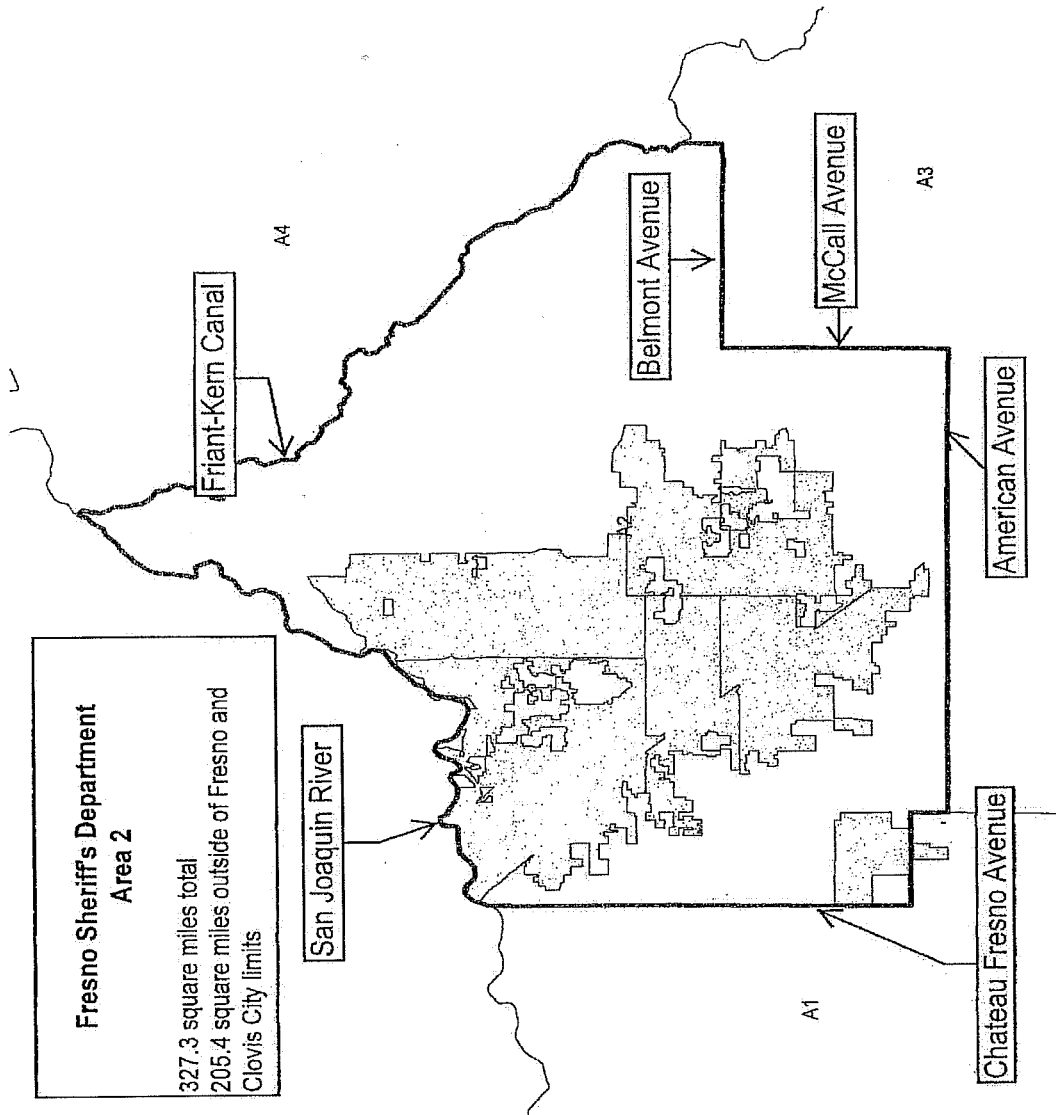 Fresno Sheriff's Department
Area 2
327.3 square miles total
205.4 square miles outside of Fresno and
Clovis City limits
San Joaquin River
Friant-Kern Canal
A4
Belmont Avenue
McCall Avenue
A3
A2
American Avenue
A1
Chateau Fresno Avenue